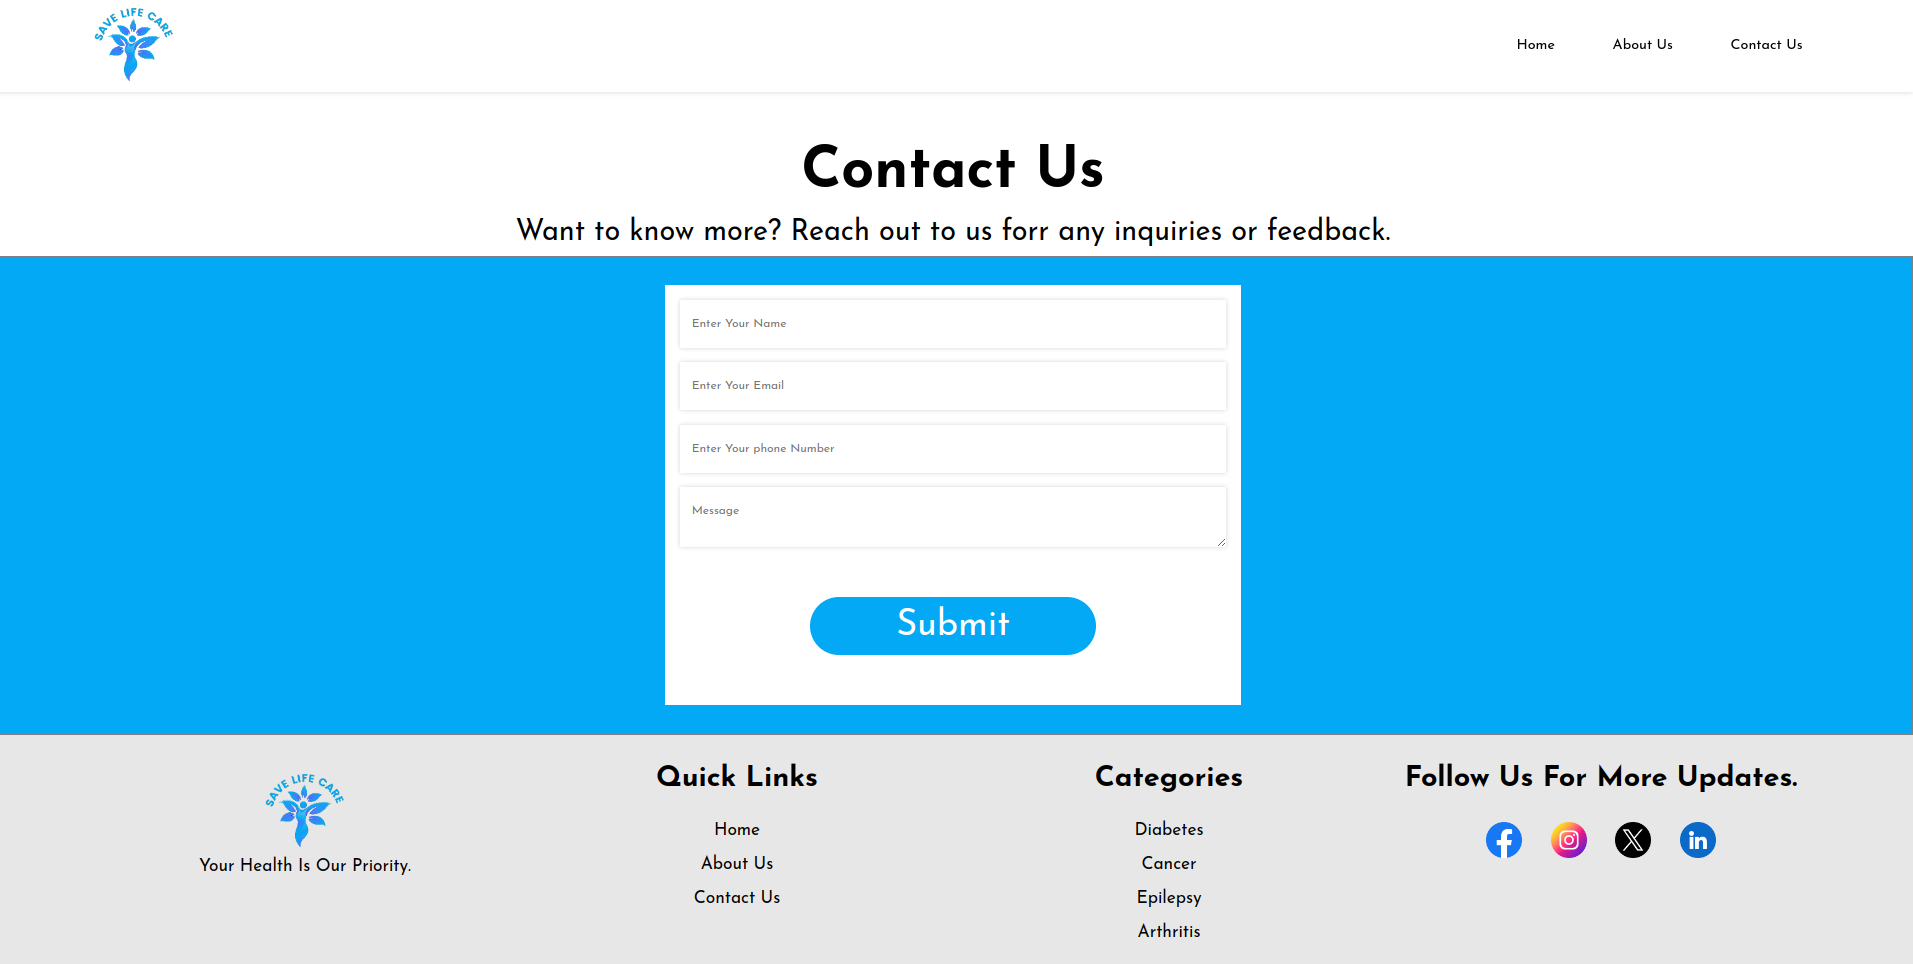 SAVE LIFE CARE
Home About Us Contact Us
Contact Us
Want to know more? Reach out to us forr any inquiries or feedback.
Enter Your Name
Enter Your Email
Enter Your phone Number
Message
Submit
SAVE LIFE CARE
Your Health Is Our Priority.
Quick Links
Home
About Us
Contact Us
Categories
Diabetes
Cancer
Epilepsy
Arthritis
Follow Us For More Updates.